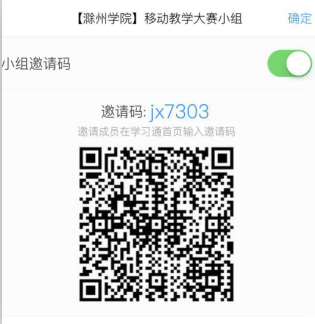 【滁州学院】移动教学大赛小组 确定
小组邀请码
邀请码: jx7303
邀请成员在学习通首页输入邀请码